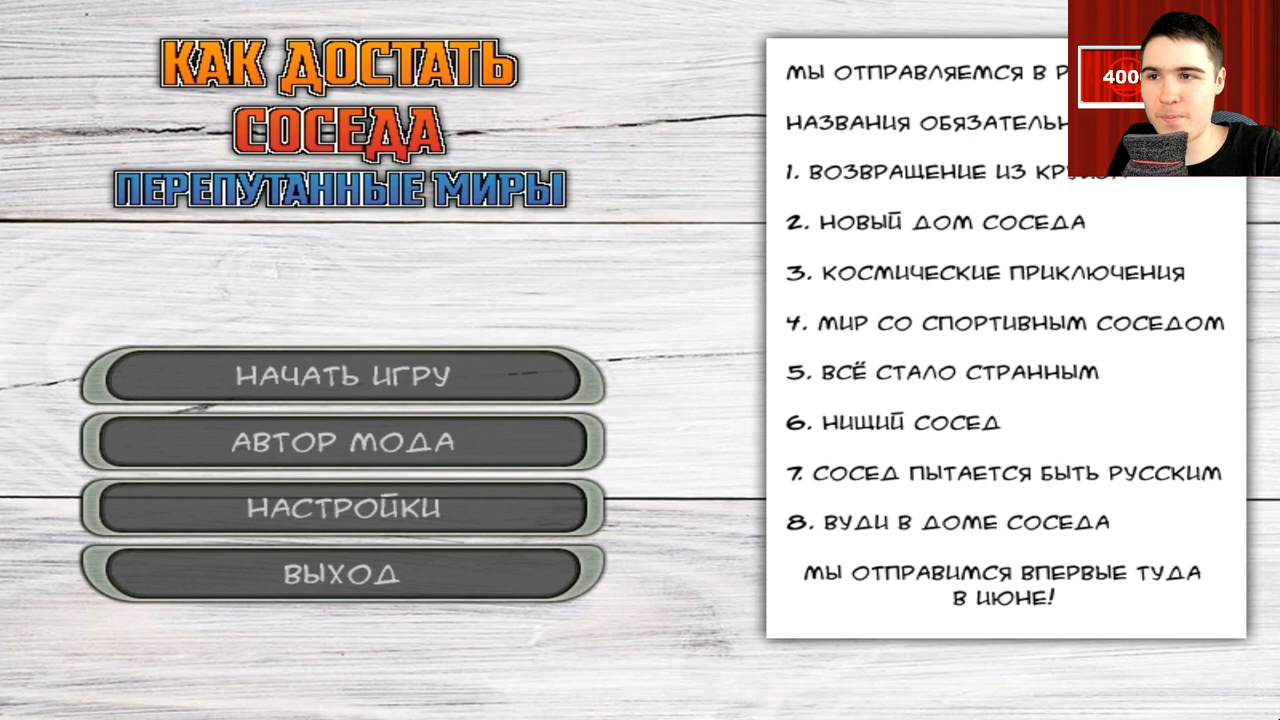 КАК ДОСТАТЬ
СОСЕДА
ПЕРЕПУТАННЫЕ МИРЫ
НАЧАТЬ ИГРУ
АВТОР МОДА
НАСТРОЙКИ
ВЫХОД
МЫ ОТПРАВЛЯЕМСЯ В
НАЗВАНИЯ
1. ВОЗВРАЩЕНИЕ ИЗ
2. НОВЫЙ ДОМ СОСЕДА
3. КОСМИЧЕСКИЕ ПРИКЛЮЧЕНИЯ
4. МИР СО СПОРТИВНЫМ СОСЕДОМ
5. ВСЁ СТАЛО СТРАННЫМ
6. НИЩИЙ СОСЕД
7. СОСЕД ПЫТАЕТСЯ БЫТЬ РУССКИМ
8. ВУДИ В ДОМЕ СОСЕДА
МЫ ОТПРАВИМСЯ ВПЕРВЫЕ ТУДА
В ИЮНЕ!